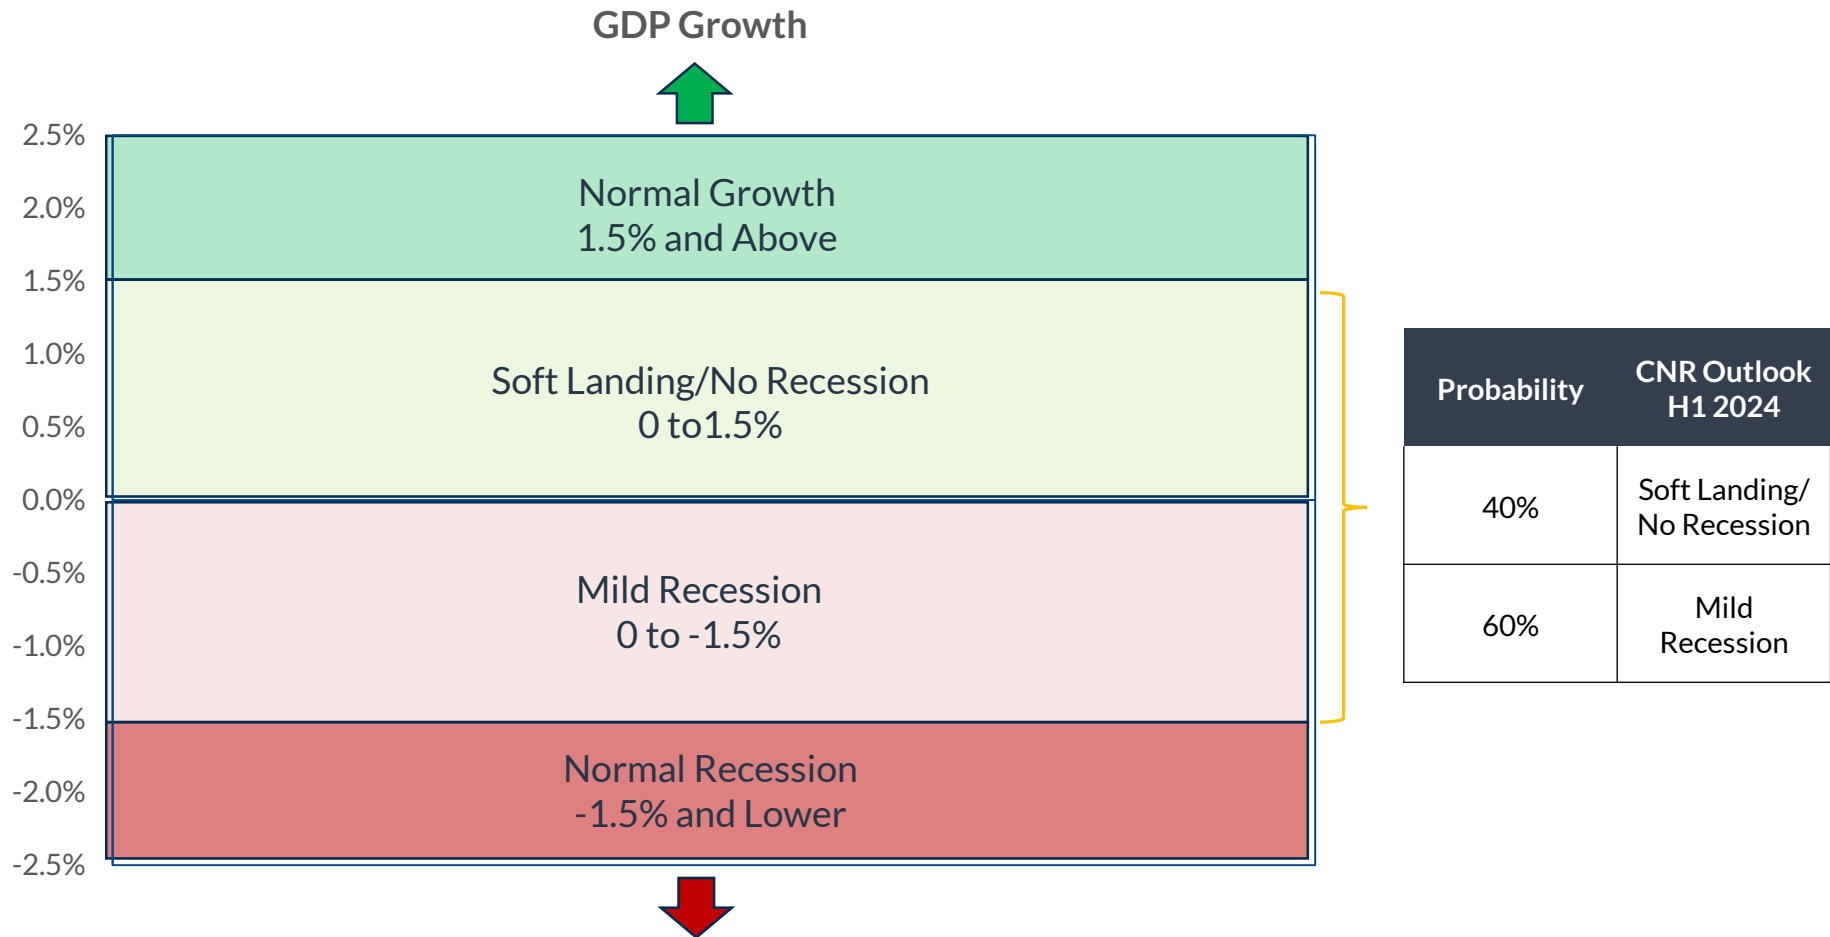 GDP Growth
2.5%
2.0%
1.5%
1.0%
0.5%
0.0%
-0.5%
-1.0%
-1.5%
-2.0%
-2.5%
Normal Growth
1.5% and Above
Soft Landing/No Recession
0 to1.5%
Mild Recession
0 to -1.5%
Normal Recession
-1.5% and Lower
Probability
CNR Outlook
H1 2024
40%
Soft Landing/
No Recession
60%
Mild
Recession